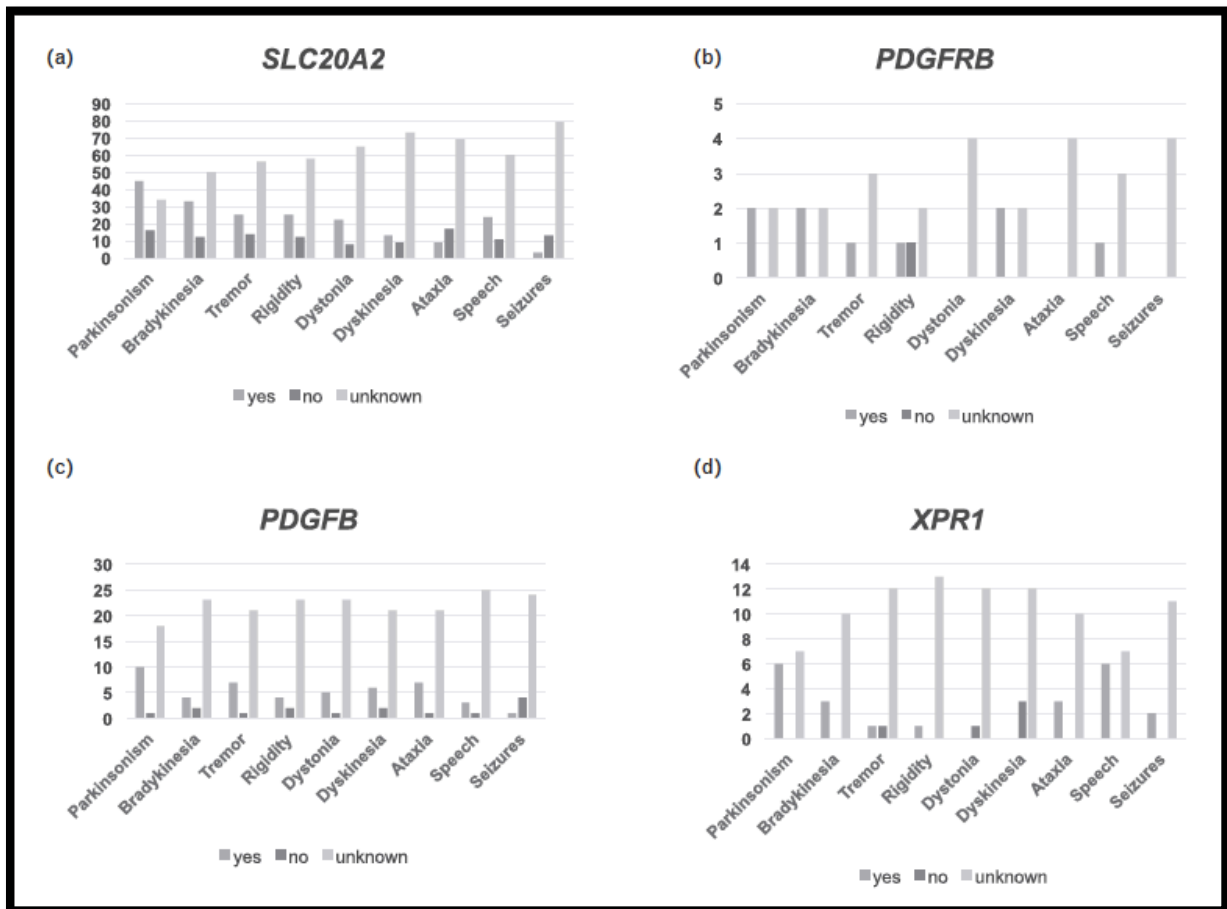 (a)
SLC20A2
90
80
70
60
50
40
30
20
10
0
Parkinsonism
Bradykinesia
Tremor
Rigidity
Dystonia
Dyskinesia
Ataxia
Speech
Seizures
yes no unknown
(b)
PDGFRB
5
4
3
2
1
0
Parkinsonism
Bradykinesia
Tremor
Rigidity
Dystonia
Dyskinesia
Ataxia
Speech
Seizures
yes no unknown
(c)
PDGFB
30
25
20
15
10
5
0
Parkinsonism
Bradykinesia
Tremor
Rigidity
Dystonia
Dyskinesia
Ataxia
Speech
Seizures
yes no unknown
(d)
XPR1
14
12
10
8
6
4
2
0
Parkinsonism
Bradykinesia
Tremor
Rigidity
Dystonia
Dyskinesia
Ataxia
Speech
Seizures
yes no unknown